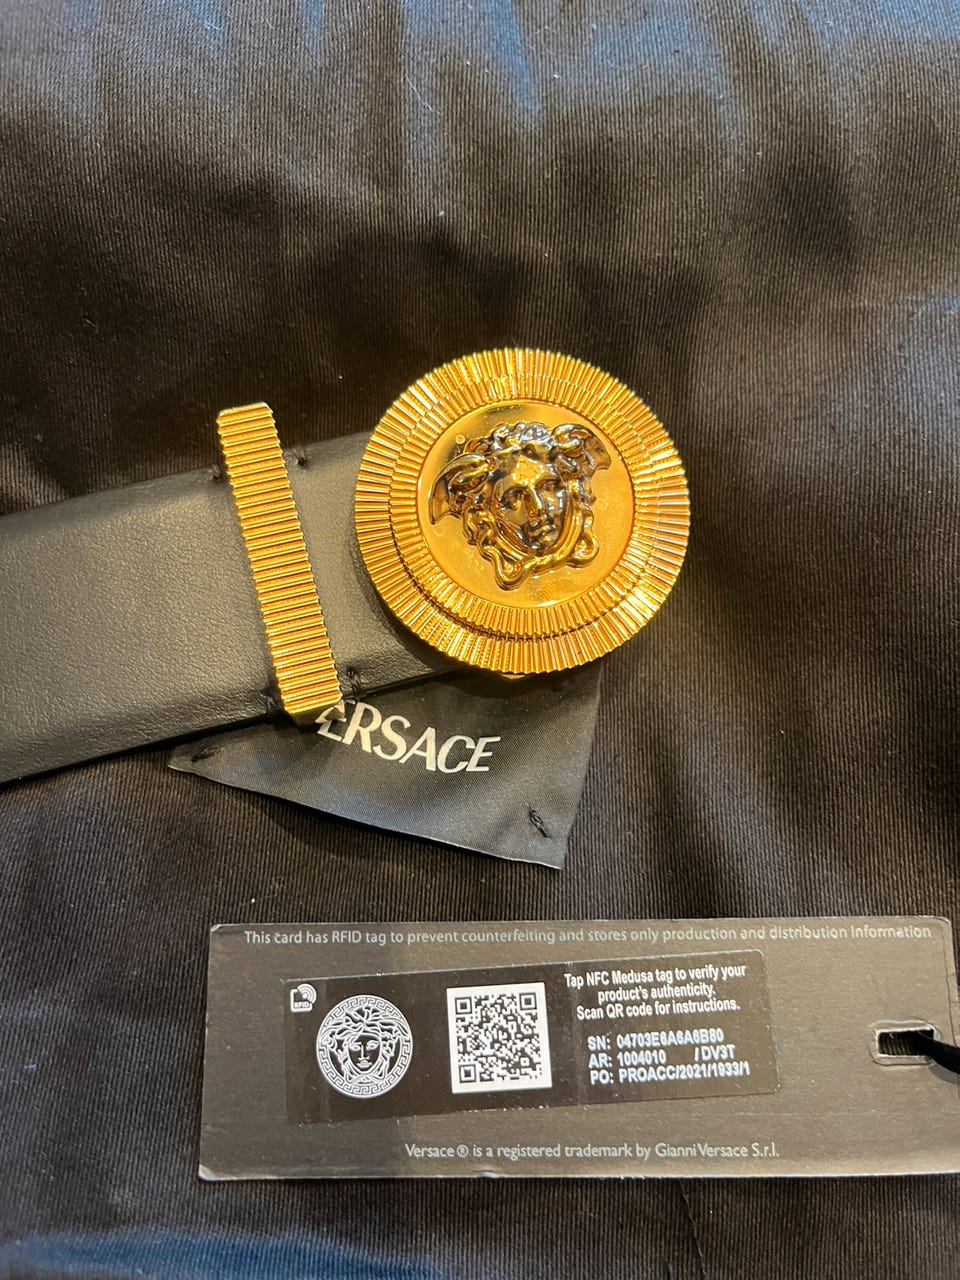 ERSACE
This card has RFID tag to prevent counterfeiting and stores only production and distribution Information
RFID
Tap NFC Medusa tag to verify your
product's authenticity.
Scan QR code for instructions.
SN: 04703E6A6A6B80
AR: 1004010 / DV3T
PO: PROACC/2021/1933/1
Versace ® is a registered trademark by Gianni Versace S.r.l.